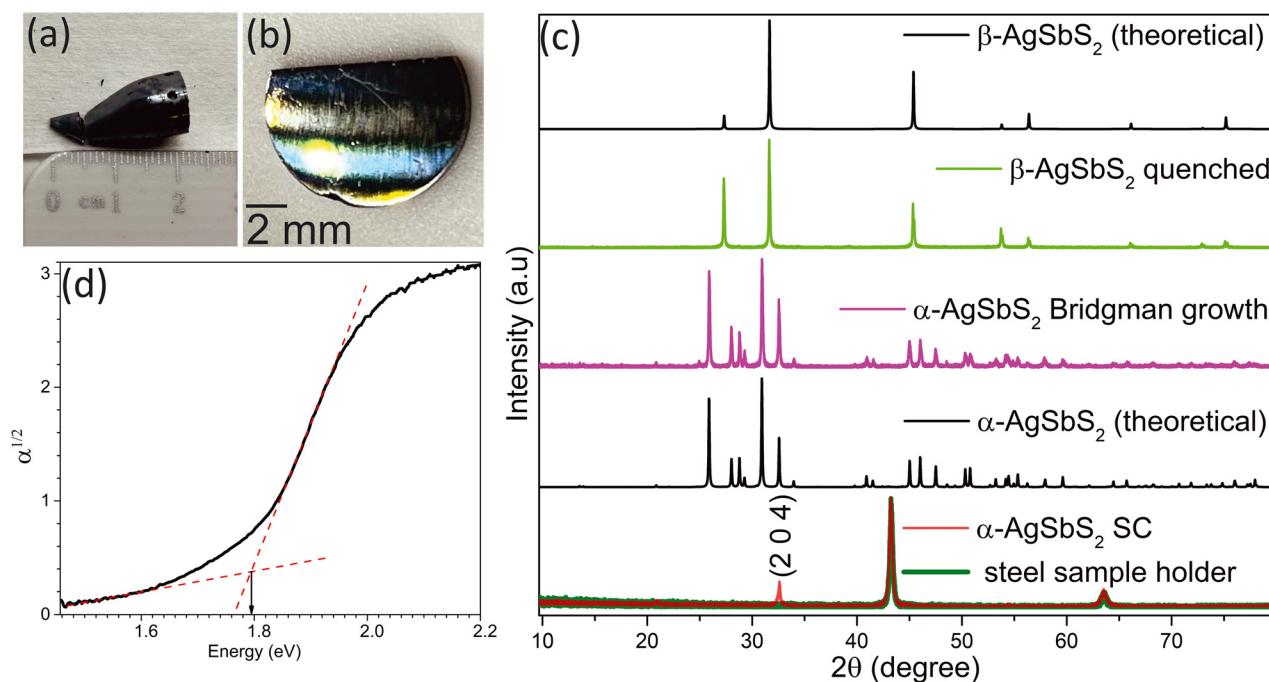 (a)
0 cm 1 2
(b)
2 mm
(c)
β-AgSbS₂ (theoretical)
β-AgSbS₂ quenched
α-AgSbS₂ Bridgman growth
α-AgSbS₂ (theoretical)
(2 0 4)
α-AgSbS₂ SC
steel sample holder
Intensity (a.u)
10 20 30 40 50 60 70
2θ (degree)
(d)
3
2
1
0
α^1/2
1.6 1.8 2.0 2.2
Energy (eV)